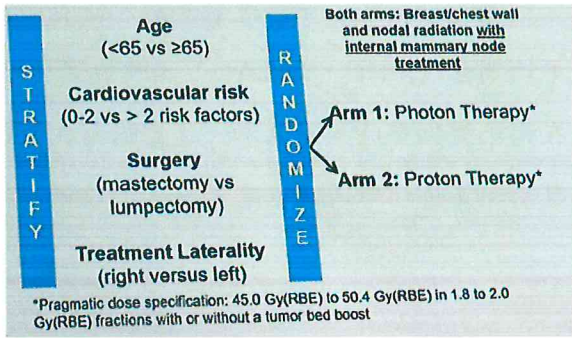 STRATIFY
Age
(<65 vs ≥65)
Cardiovascular risk
(0-2 vs > 2 risk factors)
Surgery
(mastectomy vs
lumpectomy)
Treatment Laterality
(right versus left)
RANDOMIZE
Both arms: Breast/chest wall
and nodal radiation with
internal mammary node
treatment
Arm 1: Photon Therapy*
Arm 2: Proton Therapy*
*Pragmatic dose specification: 45.0 Gy(RBE) to 50.4 Gy(RBE) in 1.8 to 2.0
Gy(RBE) fractions with or without a tumor bed boost